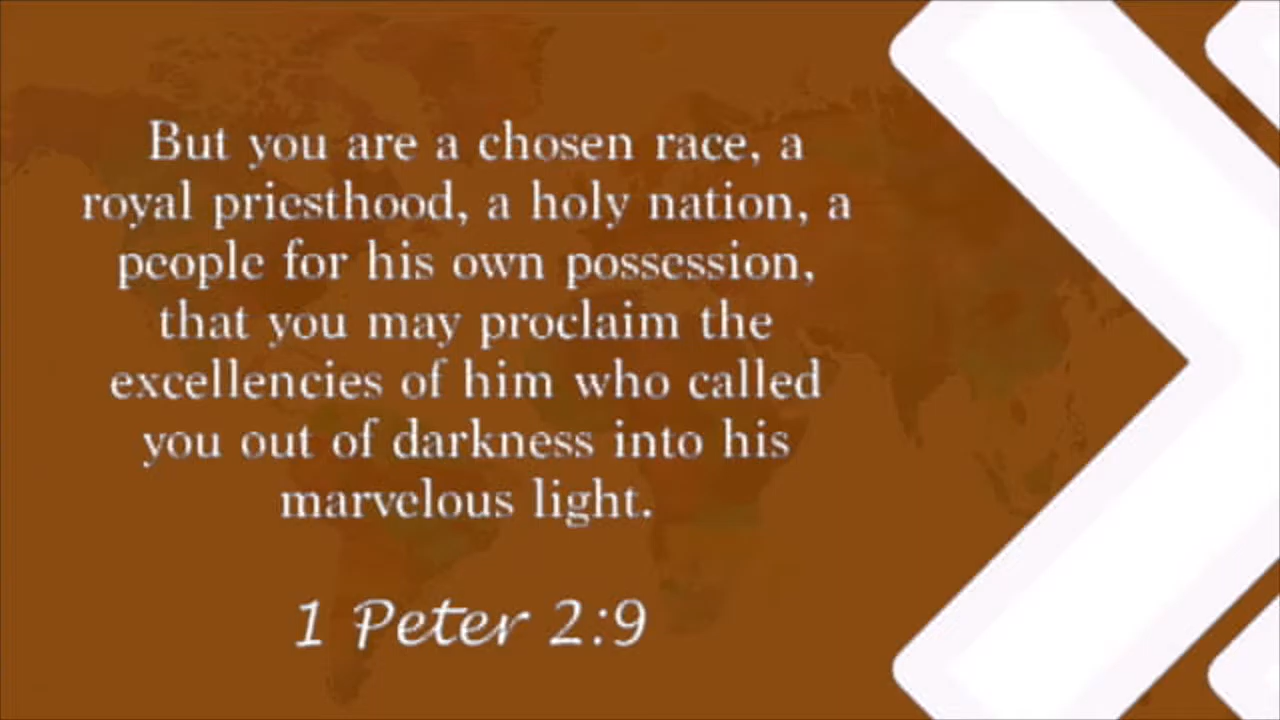 But you are a chosen race, a
royal priesthood, a holy nation, a
people for his own possession,
that you may proclaim the
excellencies of him who called
you out of darkness into his
marvelous light.
1 Peter 2:9